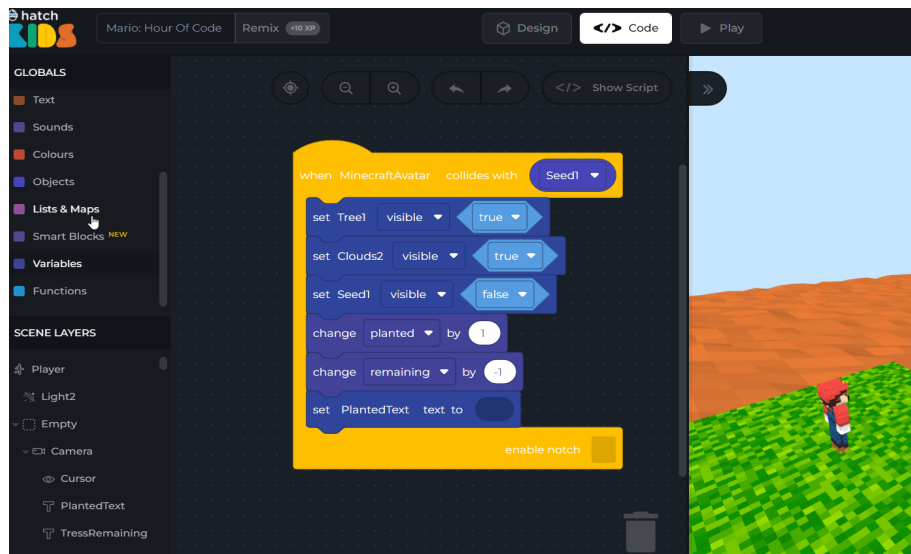 hatch
KIDS
Mario: Hour Of Code
Remix +10 XP
Design
</> Code
Play
GLOBALS
Text
Sounds
Colours
Objects
Lists & Maps
Smart Blocks NEW
Variables
Functions
SCENE LAYERS
Player
Light2
Empty
Camera
Cursor
PlantedText
TressRemaining
</> Show Script
when MinecraftAvatar collides with Seed1
set Tree1 visible true
set Clouds2 visible true
set Seed1 visible false
change planted by 1
change remaining by -1
set PlantedText text to
enable notch